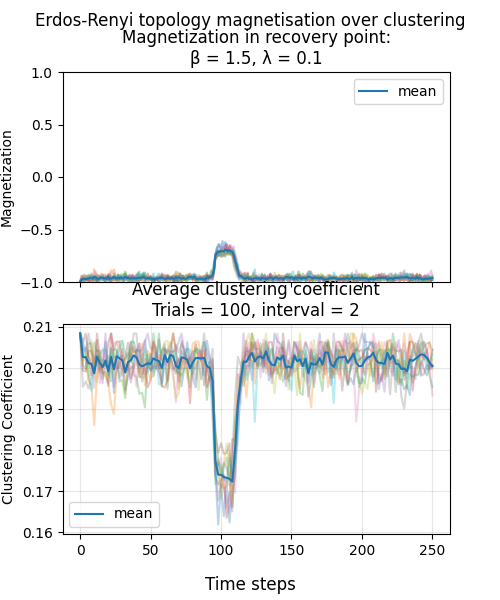 Erdos-Renyi topology magnetisation over clustering
Magnetization in recovery point:
β = 1.5, λ = 0.1
1.0
0.5
0.0
−0.5
−1.0
Magnetization
mean
Average clustering coefficient
Trials = 100, interval = 2
0.21
0.20
0.19
0.18
0.17
0.16
Clustering Coefficient
mean
0 50 100 150 200 250
Time steps